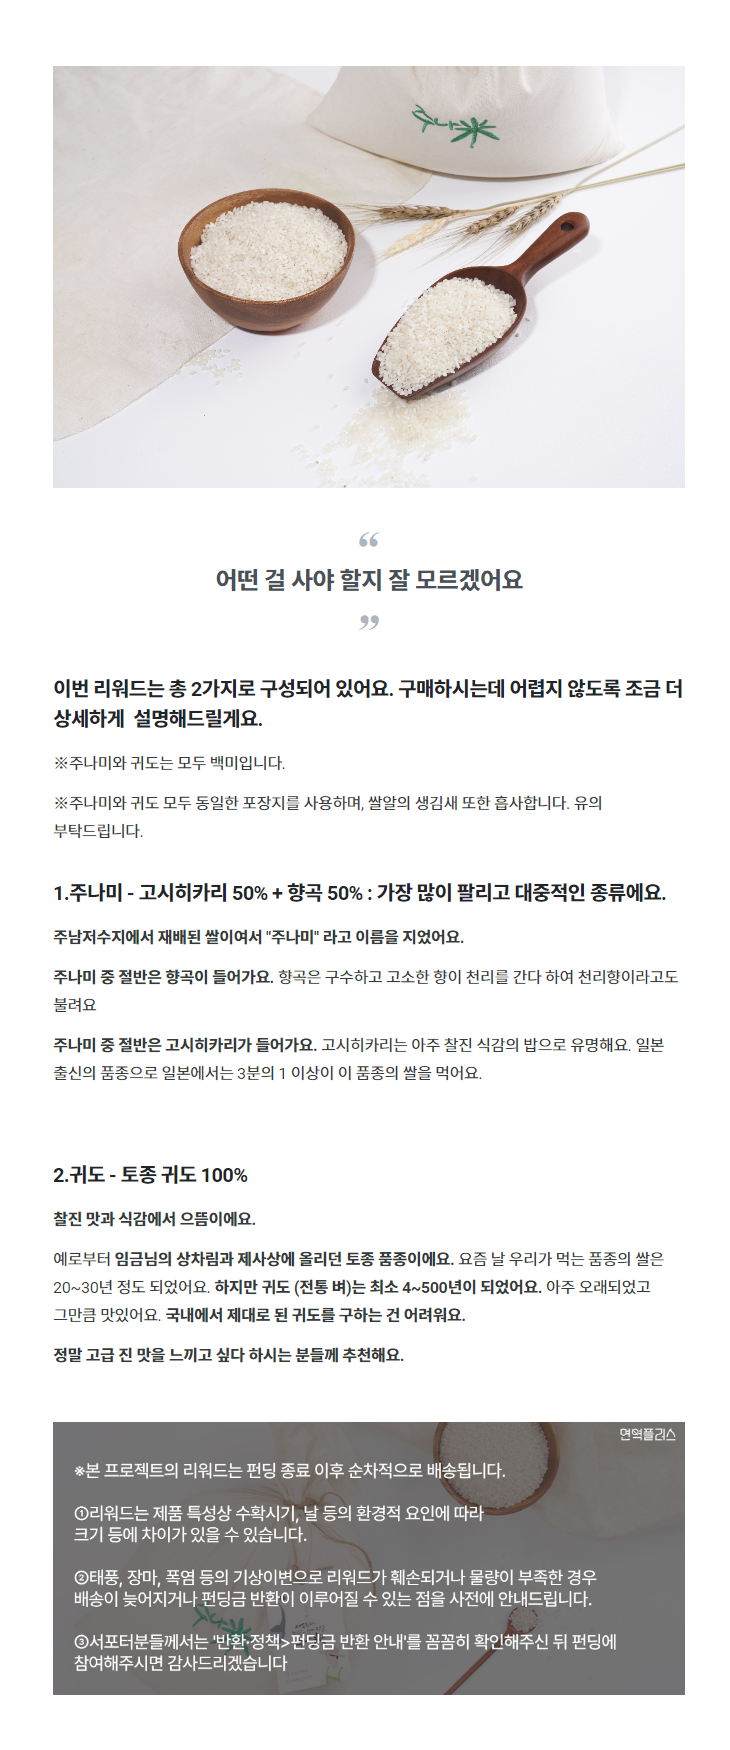 주나미
“
어떤 걸 사야 할지 잘 모르겠어요
”
이번 리워드는 총 2가지로 구성되어 있어요. 구매하시는데 어렵지 않도록 조금 더
상세하게 설명해드릴게요.
※주나미와 귀도는 모두 백미입니다.
※주나미와 귀도 모두 동일한 포장지를 사용하며, 쌀알의 생김새 또한 흡사합니다. 유의
부탁드립니다.
1.주나미 - 고시히카리 50% + 향곡 50% : 가장 많이 팔리고 대중적인 종류에요.
주남저수지에서 재배된 쌀이여서 "주나미" 라고 이름을 지었어요.
주나미 중 절반은 향곡이 들어가요. 향곡은 구수하고 고소한 향이 천리를 간다 하여 천리향이라고도
불려요
주나미 중 절반은 고시히카리가 들어가요. 고시히카리는 아주 찰진 식감의 밥으로 유명해요. 일본
출신의 품종으로 일본에서는 3분의 1 이상이 이 품종의 쌀을 먹어요.
2.귀도 - 토종 귀도 100%
찰진 맛과 식감에서 으뜸이에요.
예로부터 임금님의 상차림과 제사상에 올리던 토종 품종이에요. 요즘 날 우리가 먹는 품종의 쌀은
20~30년 정도 되었어요. 하지만 귀도 (전통 벼)는 최소 4~500년이 되었어요. 아주 오래되었고
그만큼 맛있어요. 국내에서 제대로 된 귀도를 구하는 건 어려워요.
정말 고급 진 맛을 느끼고 싶다 하시는 분들께 추천해요.
면역플러스
※본 프로젝트의 리워드는 펀딩 종료 이후 순차적으로 배송됩니다.
①리워드는 제품 특성상 수확시기, 날 등의 환경적 요인에 따라
크기 등에 차이가 있을 수 있습니다.
②태풍, 장마, 폭염 등의 기상이변으로 리워드가 훼손되거나 물량이 부족한 경우
배송이 늦어지거나 펀딩금 반환이 이루어질 수 있는 점을 사전에 안내드립니다.
③서포터분들께서는 '반환·정책>펀딩금 반환 안내'를 꼼꼼히 확인해주신 뒤 펀딩에
참여해주시면 감사드리겠습니다